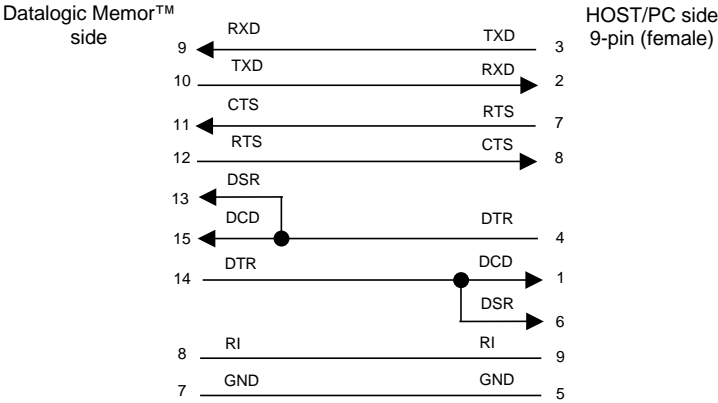 Datalogic Memor™ side
HOST/PC side 9-pin (female)
RXD TXD
9 3
TXD RXD
10 2
CTS RTS
11 7
RTS CTS
12 8
DSR
13
DCD DTR
15 4
DTR DCD
14 1
DSR
6
RI RI
8 9
GND GND
7 5